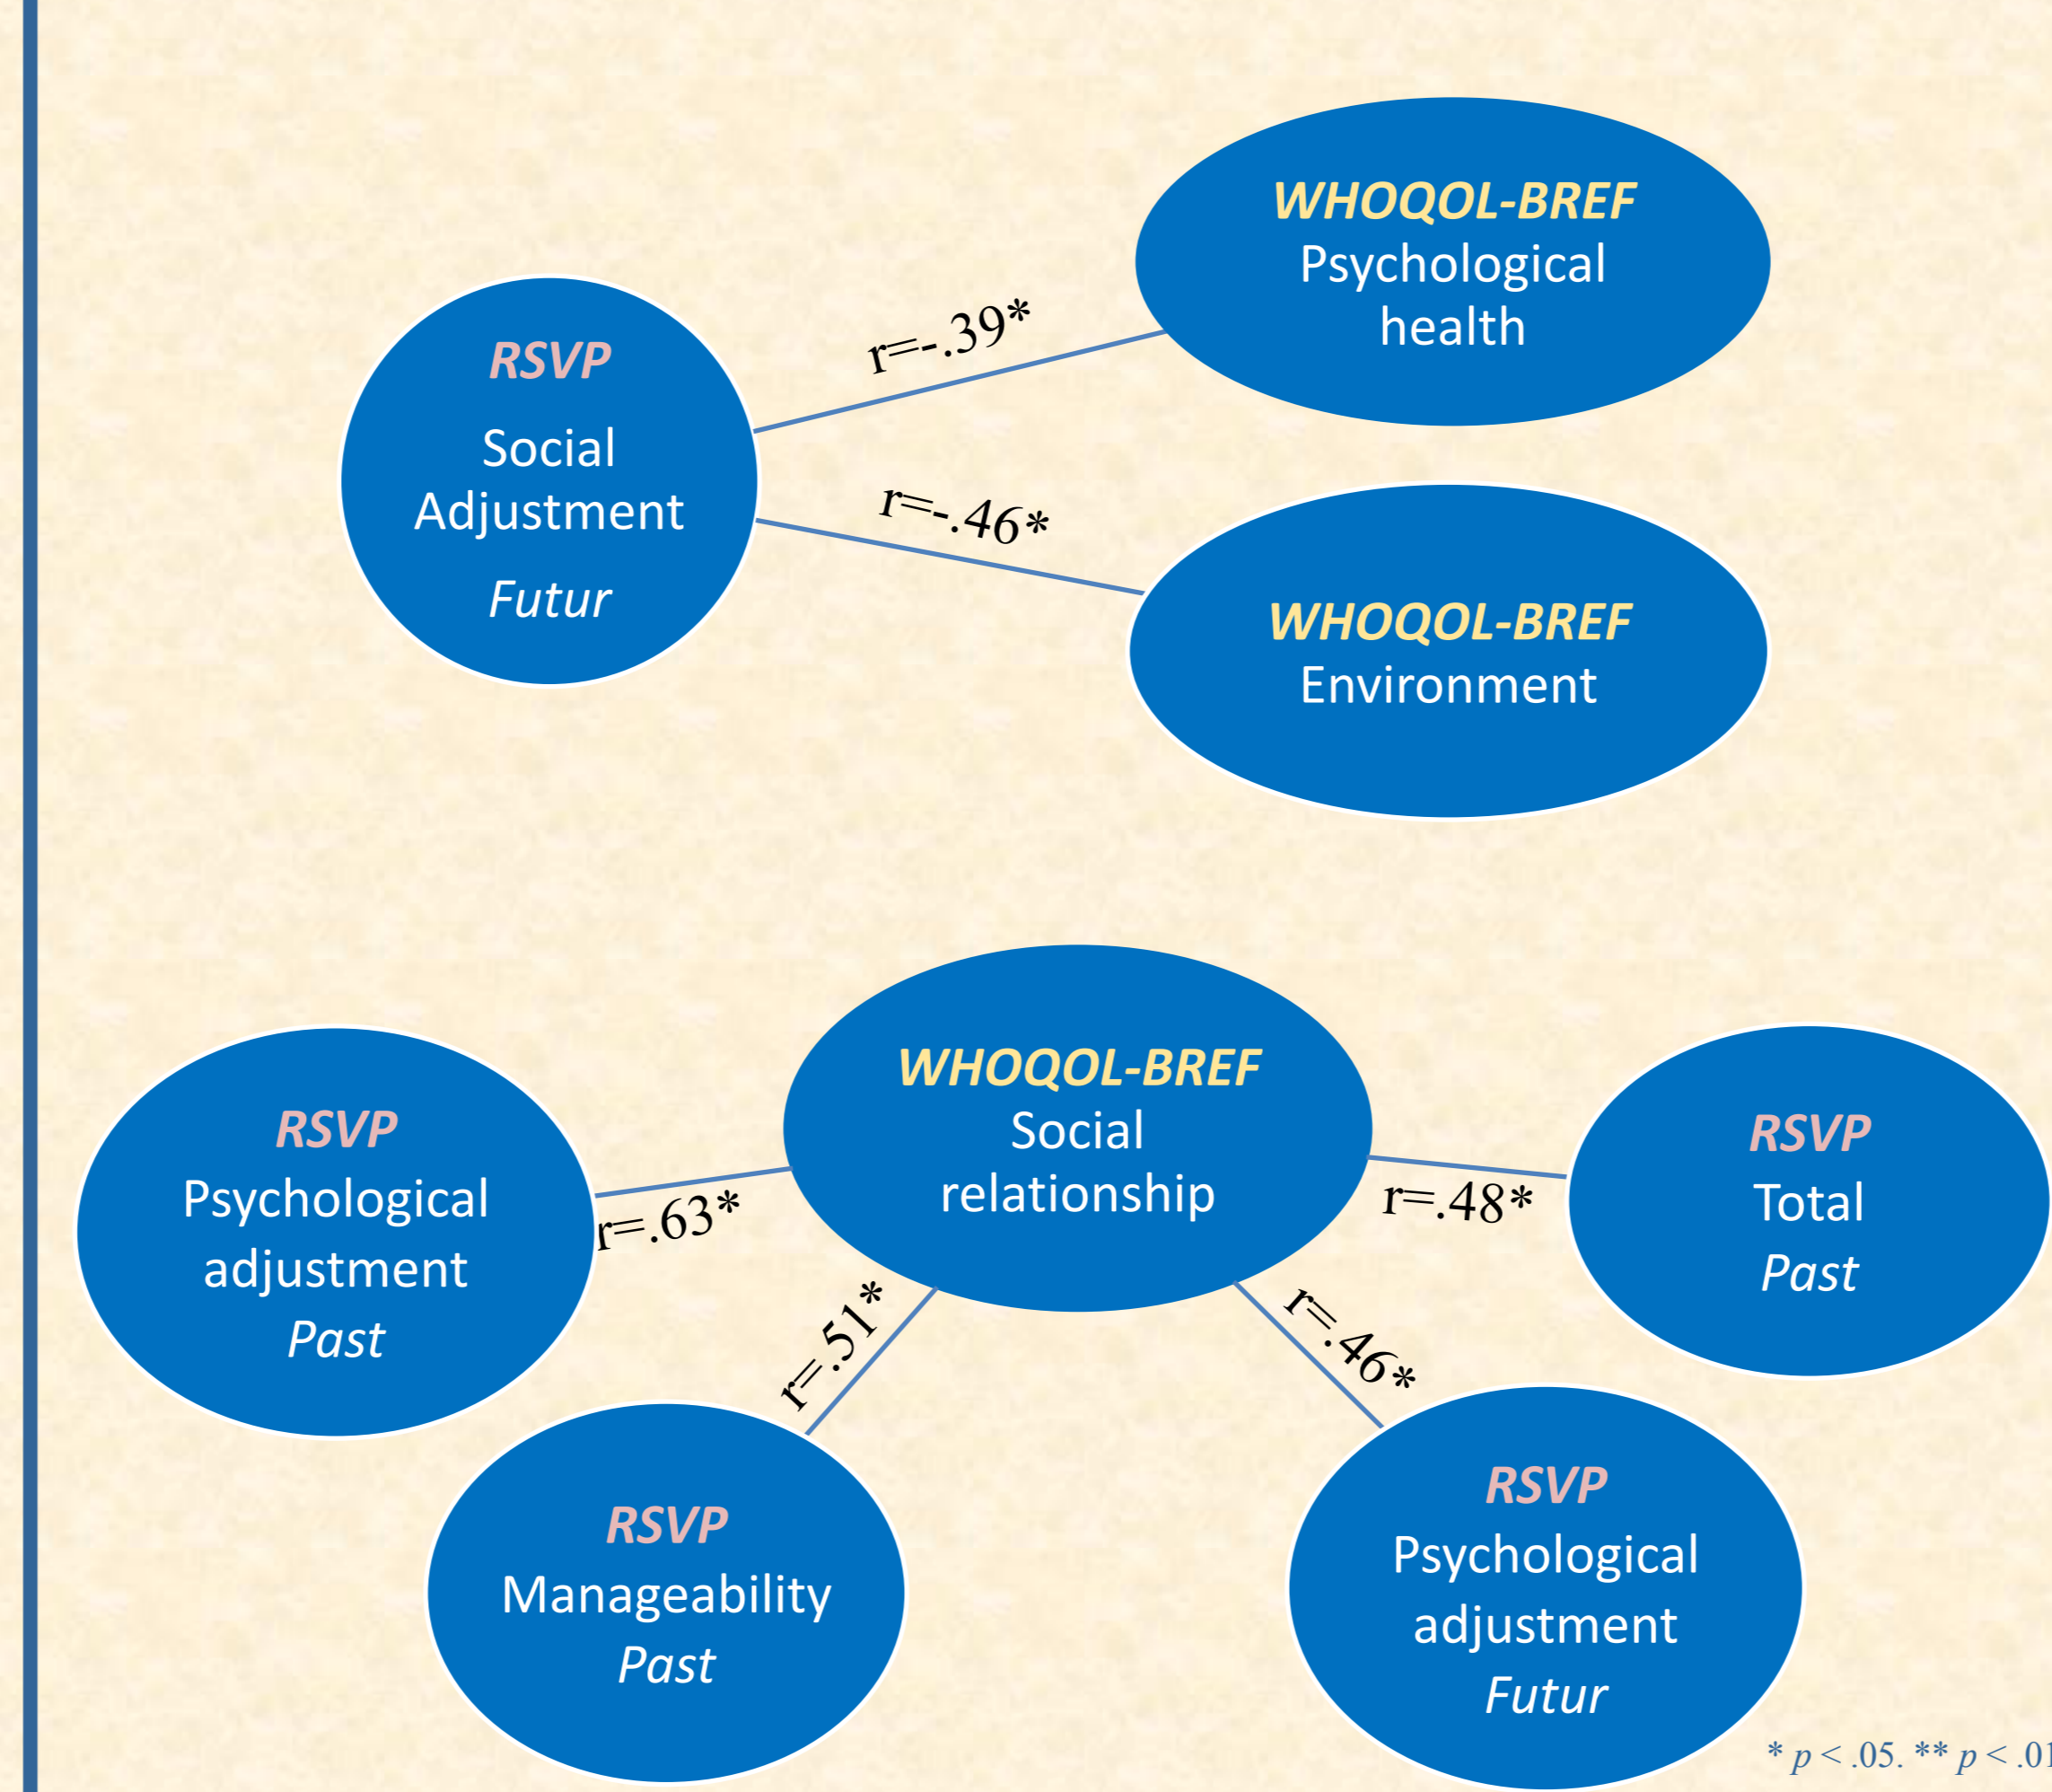 WHOQOL-BREF
Psychological
health
r=-.39*
RSVP
Social
Adjustment
Futur
r=-.46*
WHOQOL-BREF
Environment
WHOQOL-BREF
Social
relationship
RSVP
Psychological
adjustment
Past
r=.63*
r=.48*
RSVP
Total
Past
r=.51*
r=.46*
RSVP
Manageability
Past
RSVP
Psychological
adjustment
Futur
* p < .05. ** p < .01